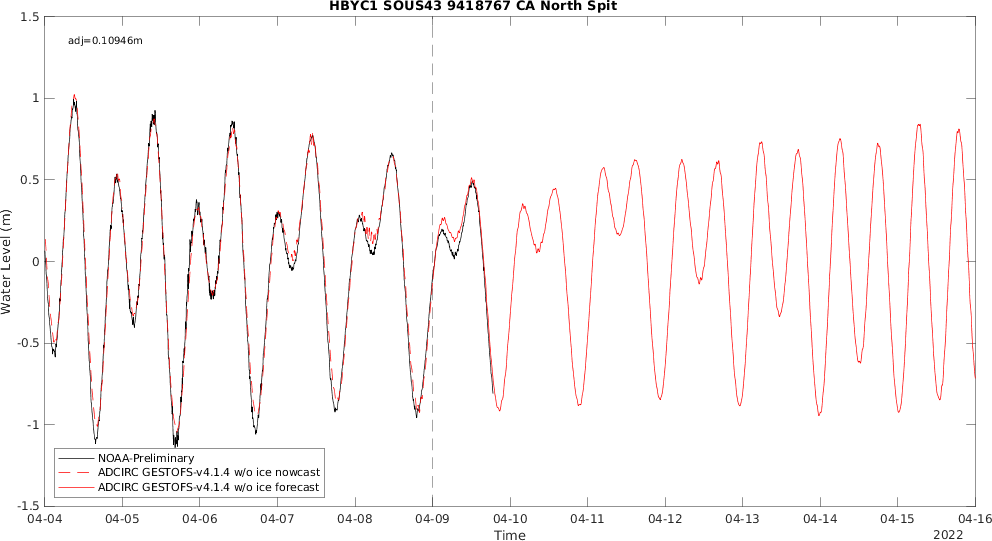 HBYC1 SOUS43 9418767 CA North Spit
adj=0.10946m
Water Level (m)
1.5
1
0.5
0
-0.5
-1
-1.5
NOAA-Preliminary
ADCIRC GESTOFS-v4.1.4 w/o ice nowcast
ADCIRC GESTOFS-v4.1.4 w/o ice forecast
04-04 04-05 04-06 04-07 04-08 04-09 04-10 04-11 04-12 04-13 04-14 04-15 04-16
Time
2022